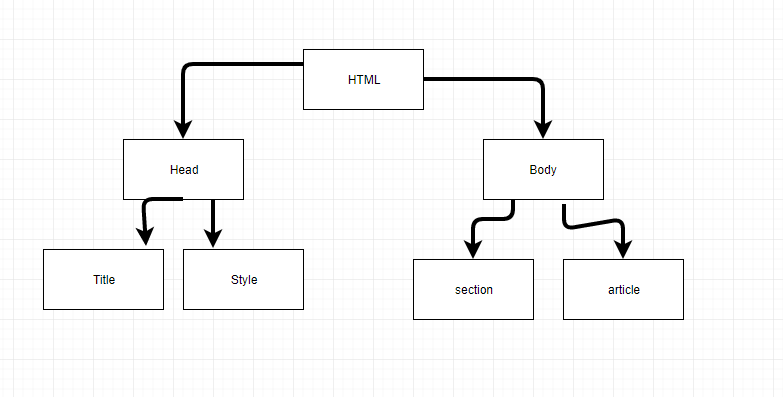 HTML
Head
Body
Title
Style
section
article